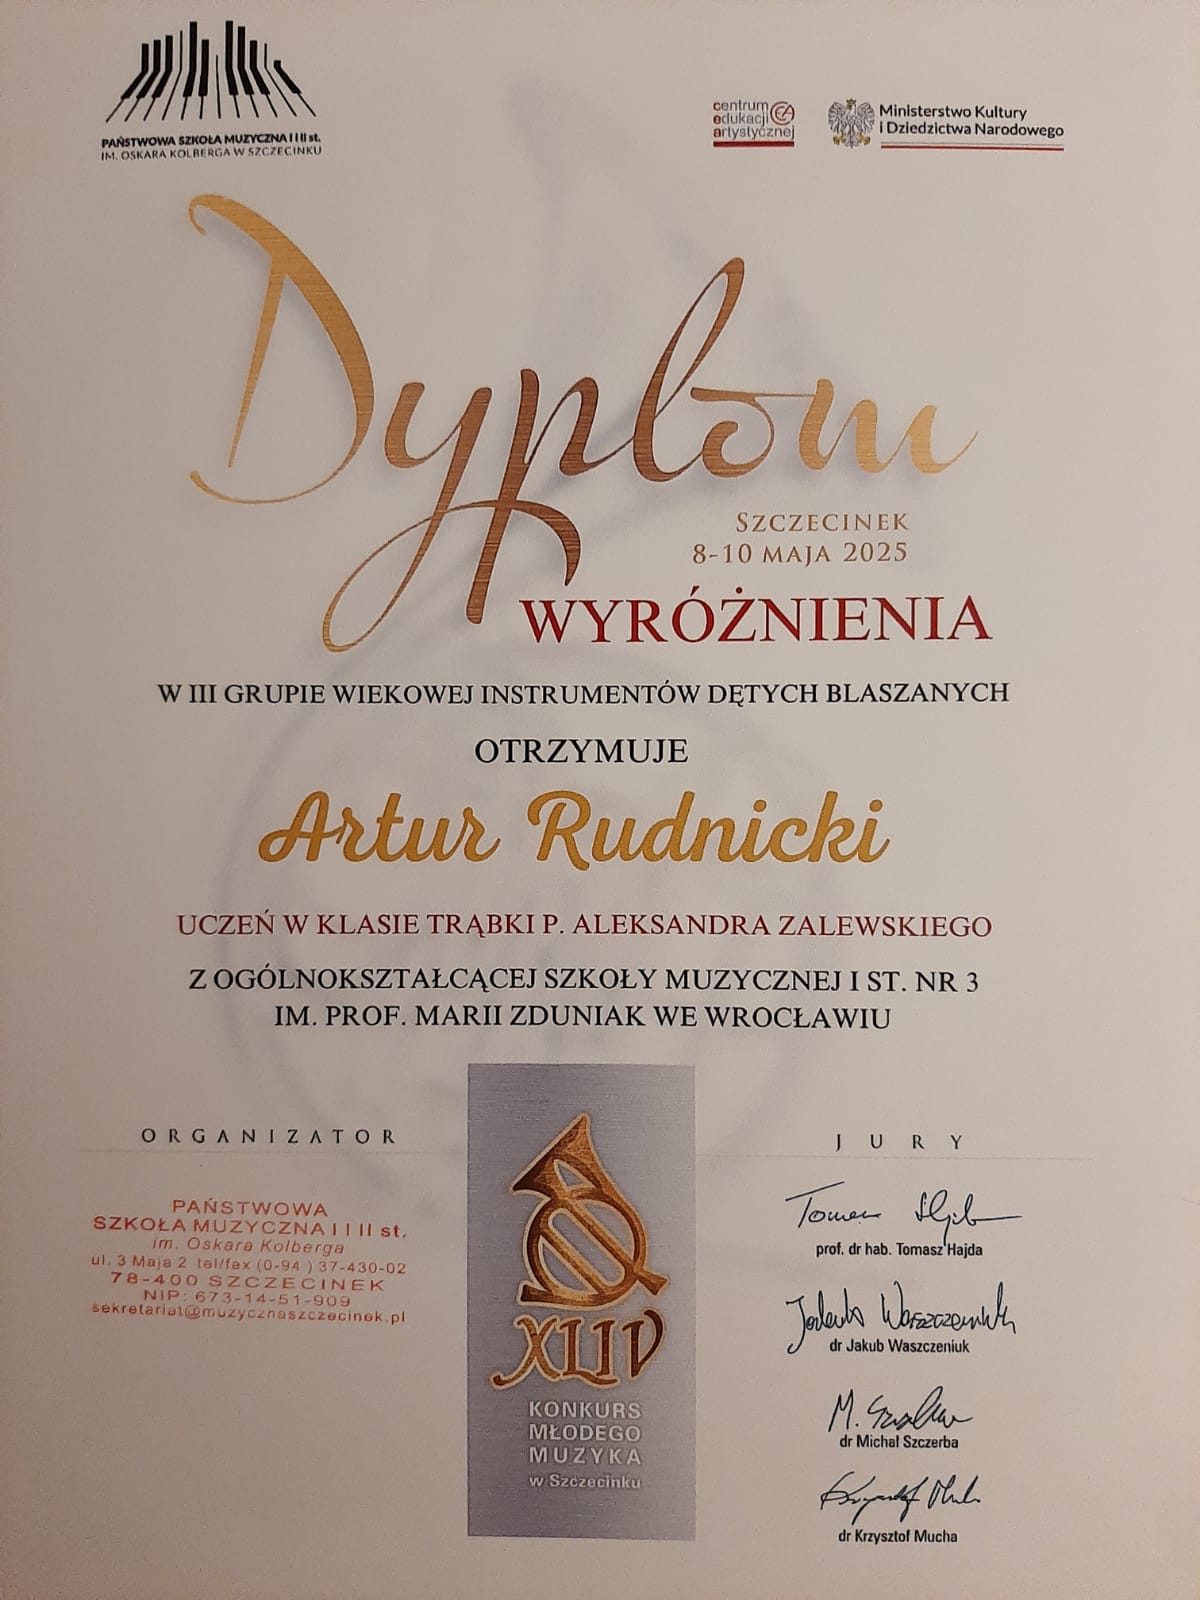 PAŃSTWOWA SZKOŁA MUZYCZNA I I II st.
IM. OSKARA KOLBERGA W SZCZECINKU
centrum
edukacji
artystycznej
CEA
Ministerstwo Kultury
i Dziedzictwa Narodowego
Dyplom
SZCZECINEK
8-10 MAJA 2025
WYRÓŻNIENIA
W III GRUPIE WIEKOWEJ INSTRUMENTÓW DĘTYCH BLASZANYCH
OTRZYMUJE
Artur Rudnicki
UCZEŃ W KLASIE TRĄBKI P. ALEKSANDRA ZALEWSKIEGO
Z OGÓLNOKSZTAŁCĄCEJ SZKOŁY MUZYCZNEJ I ST. NR 3
IM. PROF. MARII ZDUNIAK WE WROCŁAWIU
ORGANIZATOR
PAŃSTWOWA
SZKOŁA MUZYCZNA I I II st.
im. Oskara Kolberga
ul. 3 Maja 2 tel/fax (0-94 ) 37-430-02
78-400 SZCZECINEK
NIP: 673-14-51-909
sekretariat@muzycznaszczecinek.pl
XLIV
KONKURS
MŁODEGO
MUZYKA
w Szczecinku
JURY
prof. dr hab. Tomasz Hajda
Jakub Waszczeniuk
dr Jakub Waszczeniuk
dr Michał Szczerba
dr Krzysztof Mucha